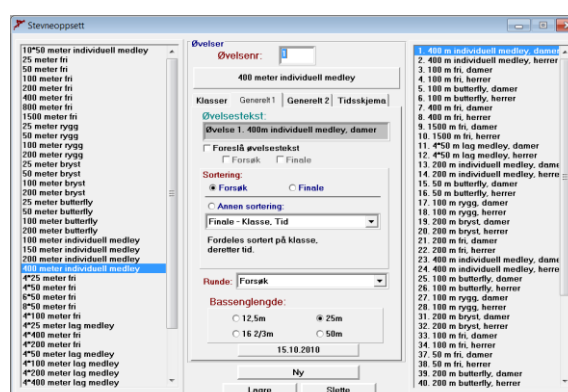 Stevneoppsett
10*50 meter individuell medley
25 meter fri
50 meter fri
100 meter fri
200 meter fri
400 meter fri
800 meter fri
1500 meter fri
25 meter rygg
50 meter rygg
100 meter rygg
200 meter rygg
25 meter bryst
50 meter bryst
100 meter bryst
200 meter bryst
25 meter butterfly
50 meter butterfly
100 meter butterfly
200 meter butterfly
100 meter individuell medley
150 meter individuell medley
200 meter individuell medley
400 meter individuell medley
4*25 meter fri
4*50 meter fri
6*50 meter fri
8*50 meter fri
4*100 meter fri
4*25 meter lag medley
4*400 meter fri
4*200 meter fri
4*50 meter lag medley
4*100 meter lag medley
4*200 meter lag medley
4*400 meter lag medley
Øvelser
Øvelsenr:
1
400 meter individuell medley
Klasser
Generelt 1
Generelt 2
Tidsskjema
Øvelsestekst:
Øvelse 1. 400m individuell medley, damer
Foreslå øvelsestekst
Forsøk
Finale
Sortering:
Forsøk
Finale
Annen sortering:
Finale - Klasse, Tid
Fordeles sortert på klasse,
deretter tid.
Runde:
Forsøk
Bassenglengde:
12,5m
25m
16 2/3m
50m
15.10.2010
Ny
Lagre
Slette
1. 400 m individuell medley, damer
2. 400 m individuell medley, herrer
3. 100 m fri, damer
4. 100 m fri, herrer
5. 100 m butterfly, damer
6. 100 m butterfly, herrer
7. 400 m fri, damer
8. 400 m fri, herrer
9. 1500 m fri, damer
10. 1500 m fri, herrer
11. 4*50 m lag medley, damer
12. 4*50 m lag medley, herrer
13. 200 m individuell medley, damer
14. 200 m individuell medley, herrer
15. 50 m butterfly, damer
16. 50 m butterfly, herrer
17. 100 m rygg, damer
18. 100 m rygg, herrer
19. 200 m bryst, damer
20. 200 m bryst, herrer
21. 200 m fri, damer
22. 200 m fri, herrer
23. 400 m individuell medley, damer
24. 400 m individuell medley, herrer
25. 100 m butterfly, damer
26. 100 m butterfly, herrer
27. 100 m rygg, damer
28. 100 m rygg, herrer
31. 200 m bryst, damer
32. 200 m bryst, herrer
33. 100 m fri, damer
34. 100 m fri, herrer
37. 50 m fri, damer
38. 50 m fri, herrer
39. 200 m butterfly, damer
40. 200 m butterfly, herrer